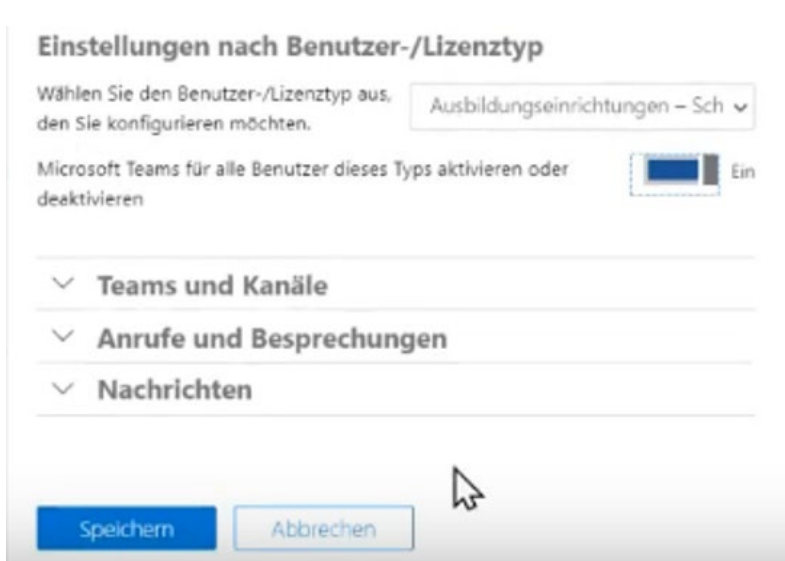 Einstellungen nach Benutzer-/Lizenztyp
Wählen Sie den Benutzer-/Lizenztyp aus,
den Sie konfigurieren möchten.
Ausbildungseinrichtungen – Sch
Microsoft Teams für alle Benutzer dieses Typs aktivieren oder
deaktivieren
Ein
Teams und Kanäle
Anrufe und Besprechungen
Nachrichten
Speichern
Abbrechen